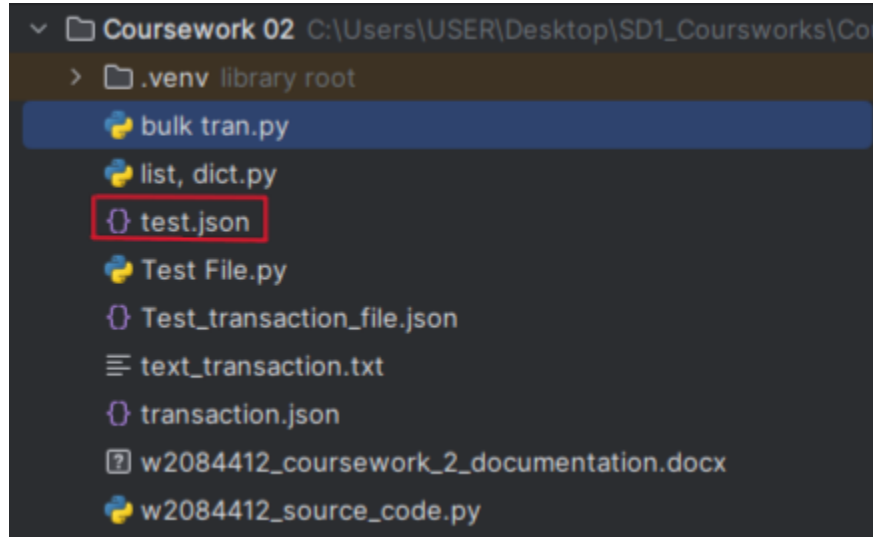 Coursework 02 C:\Users\USER\Desktop\SD1_Coursworks\Co
.venv library root
bulk tran.py
list, dict.py
test.json
Test File.py
Test_transaction_file.json
text_transaction.txt
transaction.json
w2084412_coursework_2_documentation.docx
w2084412_source_code.py